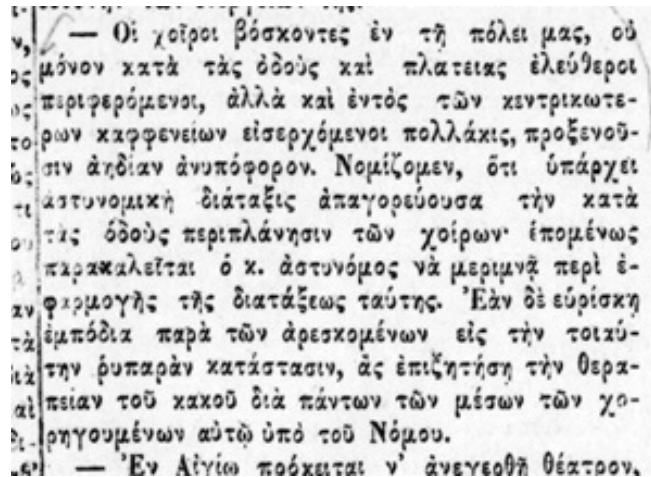 — Οἱ χοῖροι βόσκοντες ἐν τῇ πόλει μας, οὐ
μόνον κατὰ τὰς ὁδοὺς καὶ πλατείας ἐλεύθεροι
περιφερόμενοι, ἀλλὰ καὶ ἐντὸς τῶν κεντρικωτε-
ρων καφφενείων εἰσερχόμενοι πολλάκις, προξενοῦ-
σιν ἀηδίαν ἀνυπόφορον. Νομίζομεν, ὅτι ὑπάρχει
ἀστυνομικὴ διάταξις ἀπαγορεύουσα τὴν κατὰ
τὰς ὁδοὺς περιπλάνησιν τῶν χοίρων· ἑπομένως
παρακαλεῖται ὁ κ. ἀστυνόμος νὰ μεριμνᾷ περὶ ἐ-
φαρμογῆς τῆς διατάξεως ταύτης. Ἐὰν δὲ εὑρίσκῃ
ἐμπόδια παρὰ τῶν ἀρεσκομένων εἰς τὴν τοιαύ-
την ῥυπαρὰν κατάστασιν, ἂς ἐπιζητήσῃ τὴν θερα-
πείαν τοῦ κακοῦ διὰ πάντων τῶν μέσων τῶν χο-
ρηγουμένων αὐτῷ ὑπὸ τοῦ Νόμου.
— Ἐν Αἰγίῳ πρόκειται ν' ἀνεγερθῇ θέατρον,